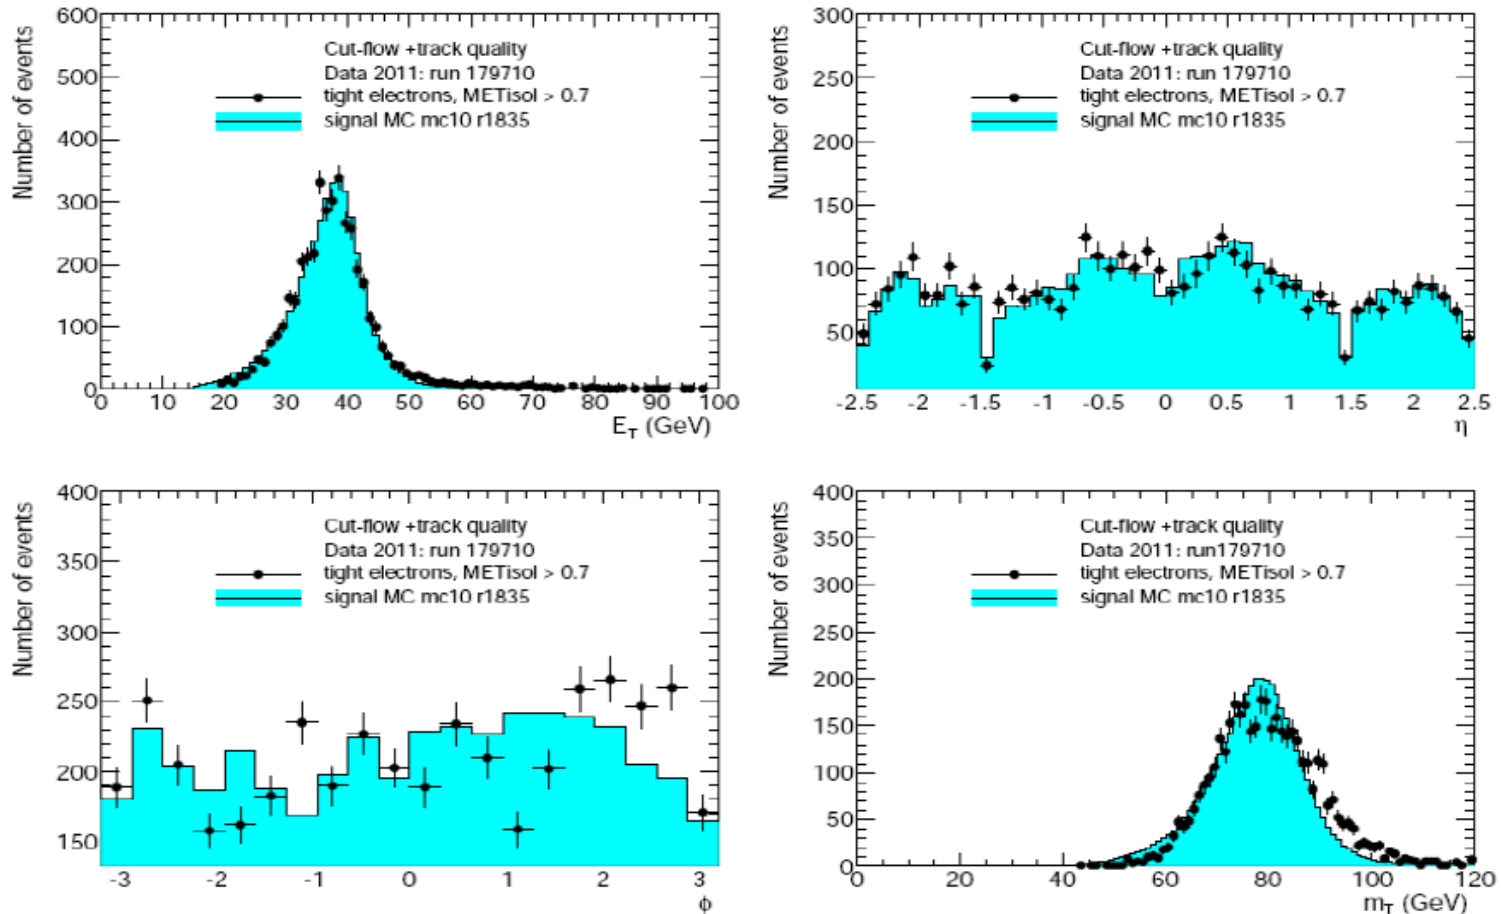 Number of events
600
500
400
300
200
100
0
Cut-flow +track quality
Data 2011: run 179710
tight electrons, METisol > 0.7
signal MC mc10 r1835
0 10 20 30 40 50 60 70 80 90 100
E_T (GeV)
Number of events
300
250
200
150
100
50
Cut-flow +track quality
Data 2011: run 179710
tight electrons, METisol > 0.7
signal MC mc10 r1835
-2.5 -2 -1.5 -1 -0.5 0 0.5 1 1.5 2 2.5
η
Number of events
400
350
300
250
200
150
Cut-flow +track quality
Data 2011: run 179710
tight electrons, METisol > 0.7
signal MC mc10 r1835
-3 -2 -1 0 1 2 3
ϕ
Number of events
400
350
300
250
200
150
100
50
0
Cut-flow +track quality
Data 2011: run179710
tight electrons, METisol > 0.7
signal MC mc10 r1835
0 20 40 60 80 100 120
m_T (GeV)